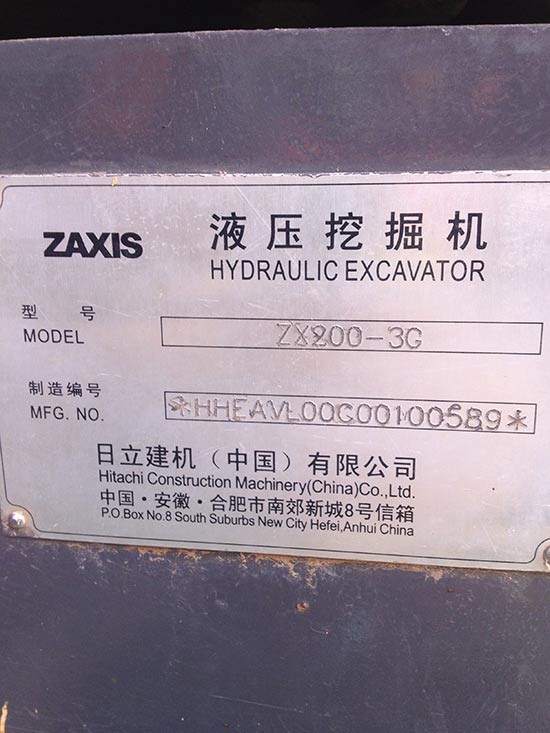 ZAXIS 液压挖掘机
HYDRAULIC EXCAVATOR
型 号
MODEL ZX200-3G
制造编号
MFG. NO. *HHEAVL00C00100589*
日立建机（中国）有限公司
Hitachi Construction Machinery(China)Co.,Ltd.
中国·安徽·合肥市南郊新城8号信箱
P.O.Box No.8 South Suburbs New City Hefei,Anhui China